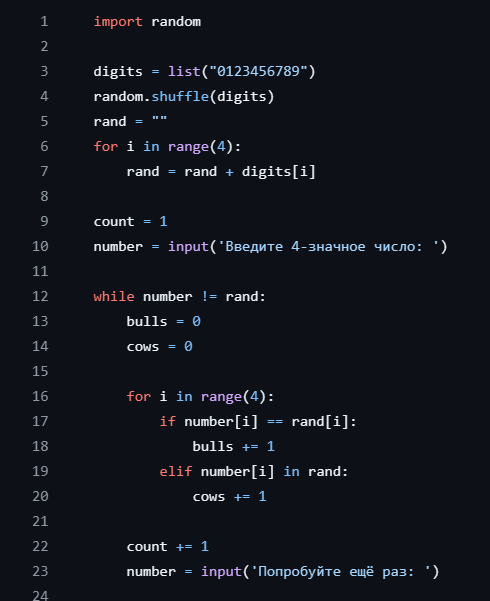 1 import random
2
3 digits = list("0123456789")
4 random.shuffle(digits)
5 rand = ""
6 for i in range(4):
7     rand = rand + digits[i]
8
9 count = 1
10 number = input('Введите 4-значное число: ')
11
12 while number != rand:
13     bulls = 0
14     cows = 0
15
16     for i in range(4):
17         if number[i] == rand[i]:
18             bulls += 1
19         elif number[i] in rand:
20             cows += 1
21
22     count += 1
23     number = input('Попробуйте ещё раз: ')
24